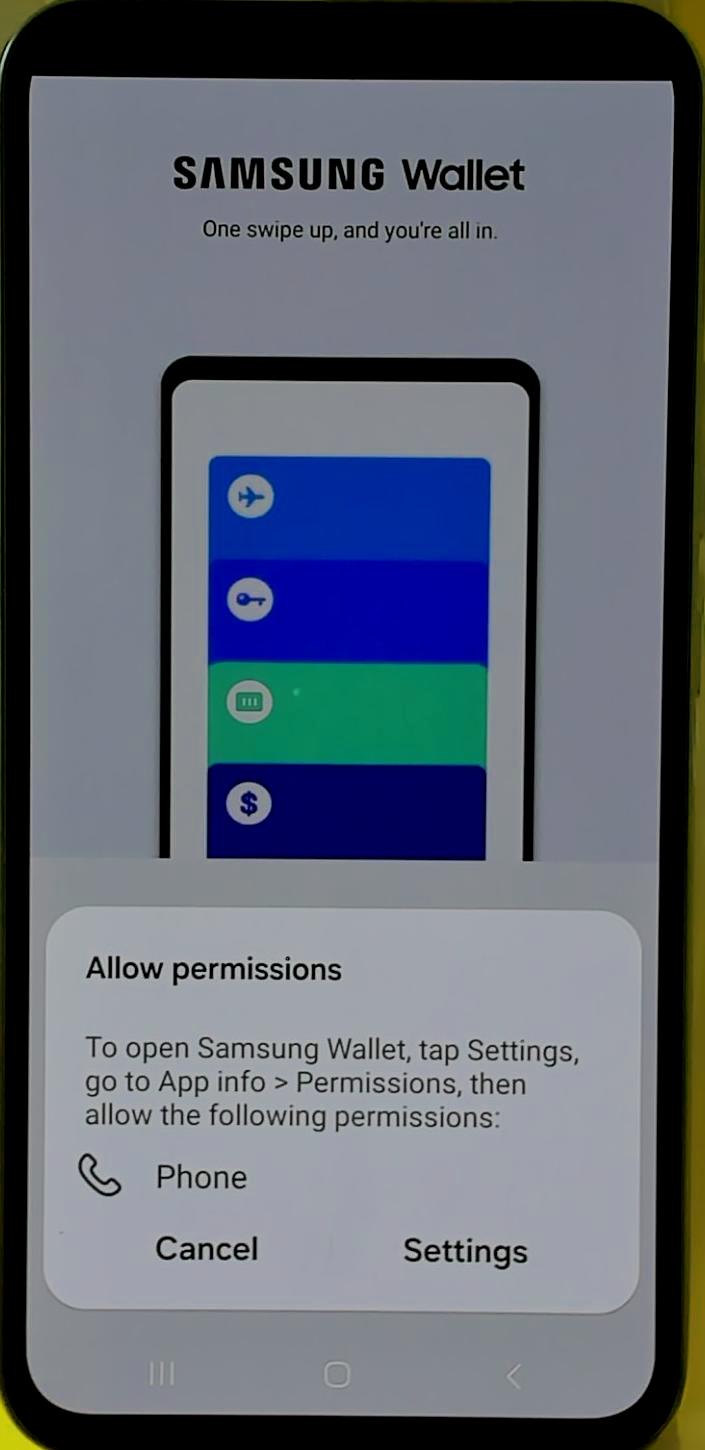 SAMSUNG Wallet
One swipe up, and you're all in.
$
Allow permissions
To open Samsung Wallet, tap Settings,
go to App info > Permissions, then
allow the following permissions:
Phone
Cancel Settings